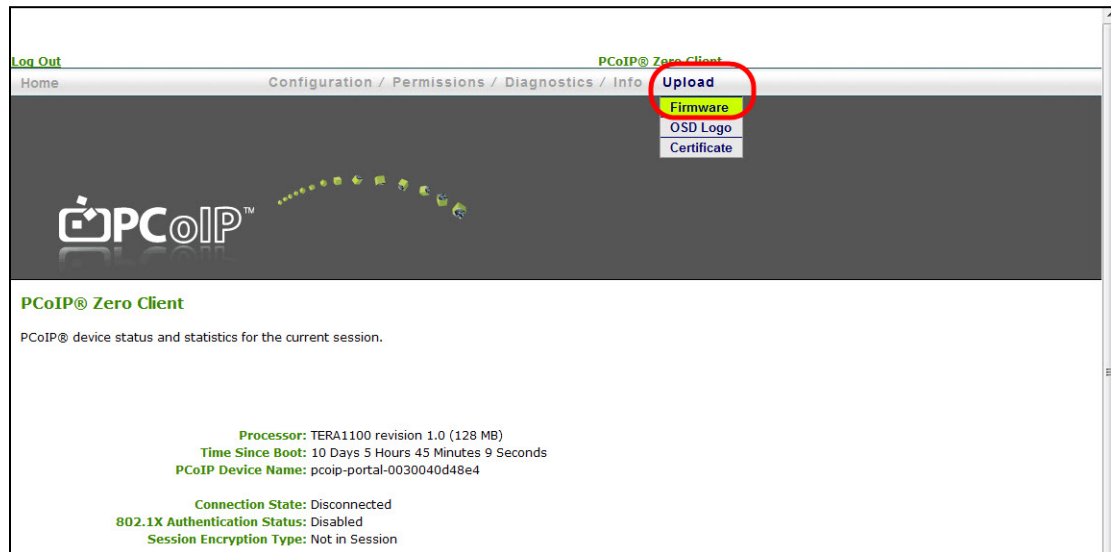 Log Out PCoIP® Zero Client
Home Configuration / Permissions / Diagnostics / Info Upload
Firmware
OSD Logo
Certificate
PCoIP™
PCoIP® Zero Client
PCoIP® device status and statistics for the current session.
Processor: TERA1100 revision 1.0 (128 MB)
Time Since Boot: 10 Days 5 Hours 45 Minutes 9 Seconds
PCoIP Device Name: pcoip-portal-0030040d48e4
Connection State: Disconnected
802.1X Authentication Status: Disabled
Session Encryption Type: Not in Session